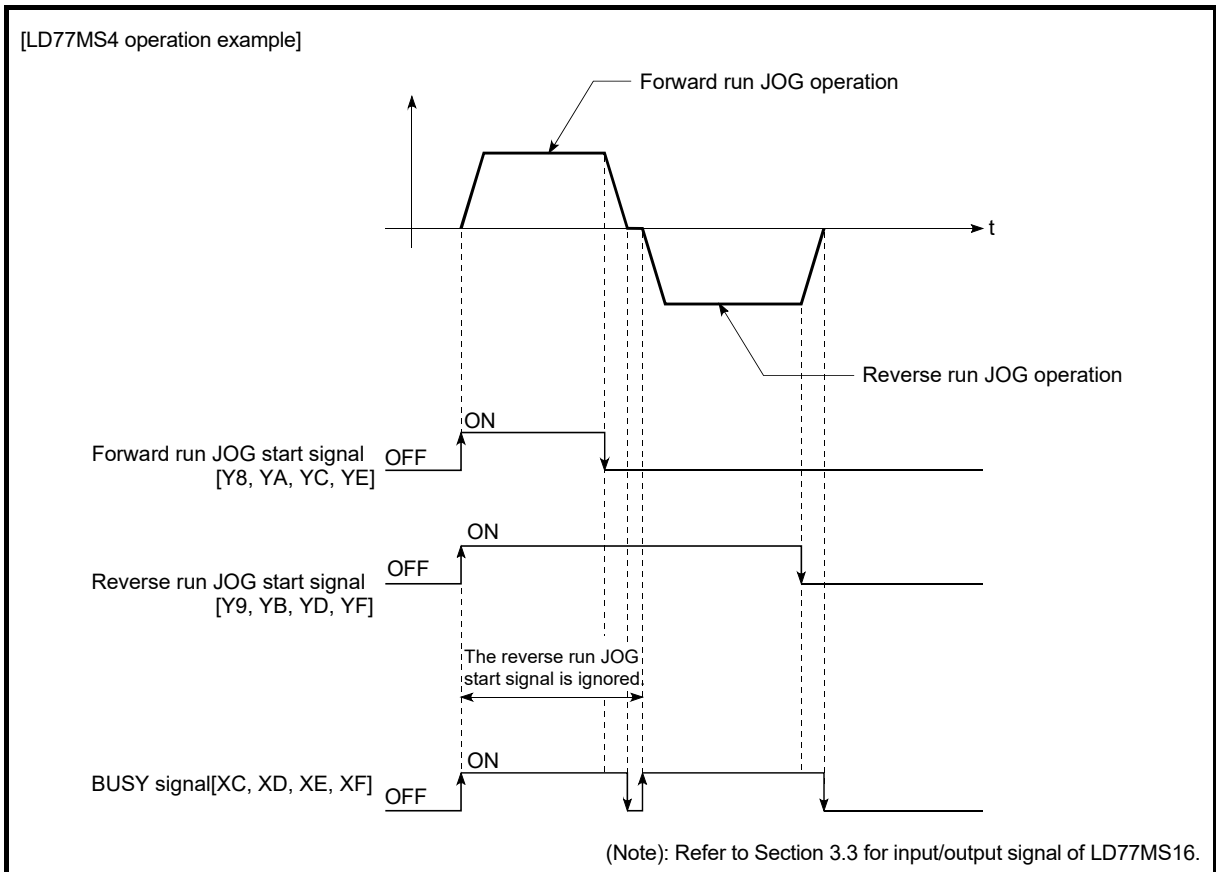 [LD77MS4 operation example]
Forward run JOG operation
t
Reverse run JOG operation
ON
Forward run JOG start signal
[Y8, YA, YC, YE]
OFF
ON
OFF
Reverse run JOG start signal
[Y9, YB, YD, YF]
The reverse run JOG
start signal is ignored.
ON
BUSY signal[XC, XD, XE, XF]
OFF
(Note): Refer to Section 3.3 for input/output signal of LD77MS16.